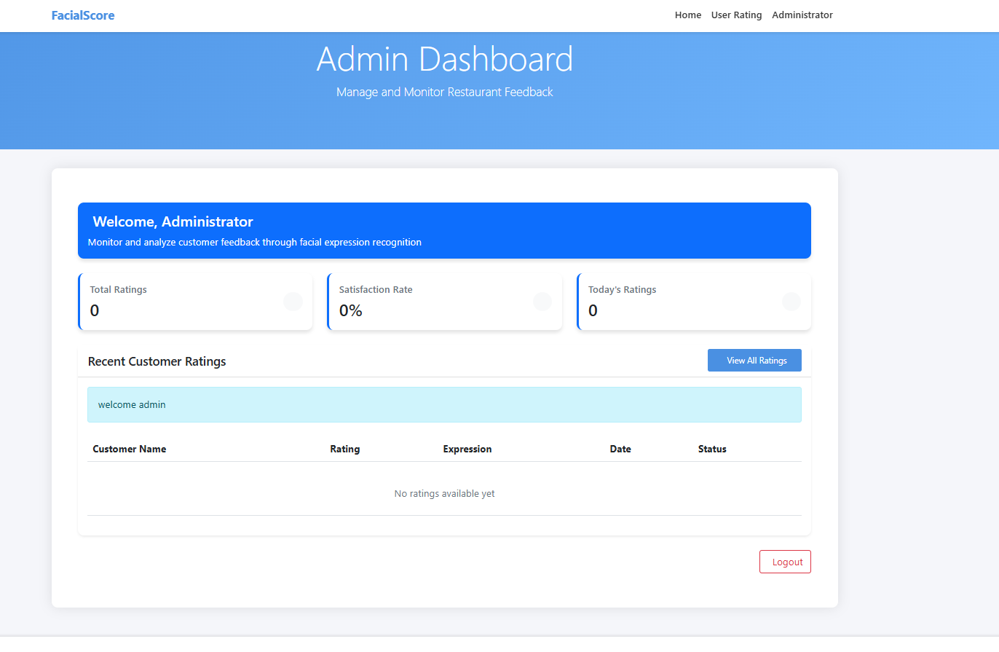 FacialScore
Home User Rating Administrator
Admin Dashboard
Manage and Monitor Restaurant Feedback
Welcome, Administrator
Monitor and analyze customer feedback through facial expression recognition
Total Ratings
0
Satisfaction Rate
0%
Today's Ratings
0
Recent Customer Ratings
View All Ratings
welcome admin
Customer Name Rating Expression Date Status
No ratings available yet
Logout